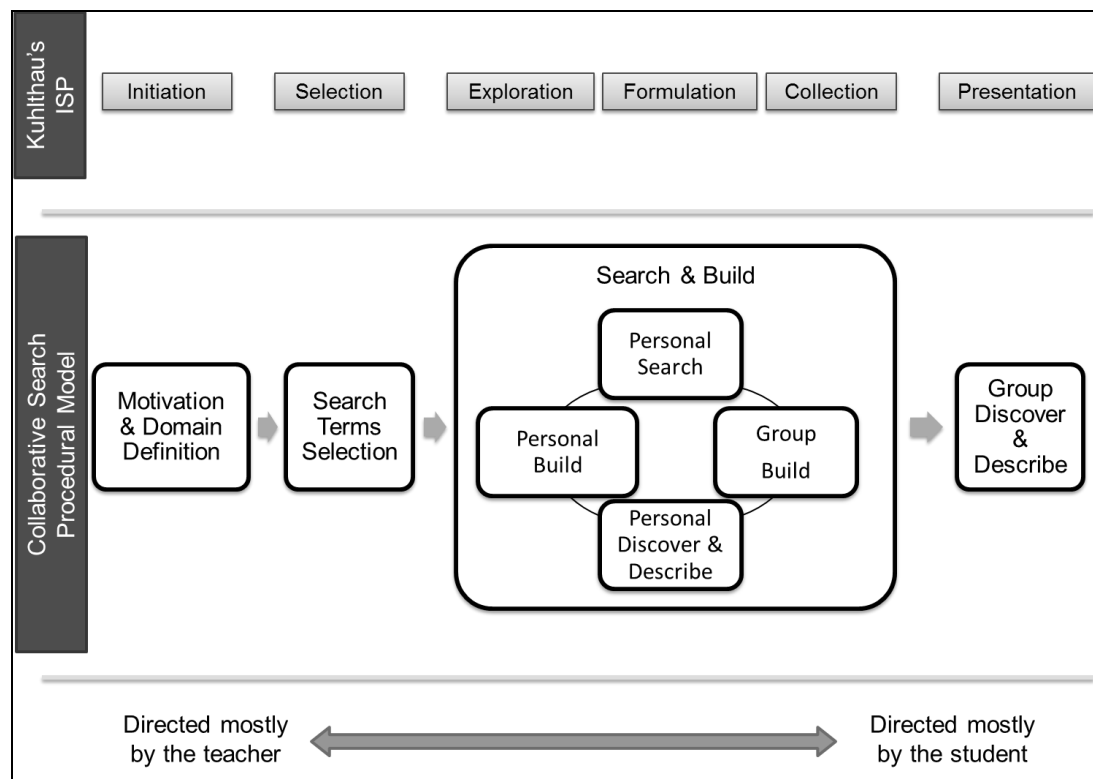 Kuhlthau's
ISP
Initiation
Selection
Exploration
Formulation
Collection
Presentation
Collaborative Search
Procedural Model
Motivation
& Domain
Definition
Search
Terms
Selection
Search & Build
Personal
Search
Personal
Build
Group
Build
Personal
Discover &
Describe
Group
Discover
&
Describe
Directed mostly
by the teacher
Directed mostly
by the student